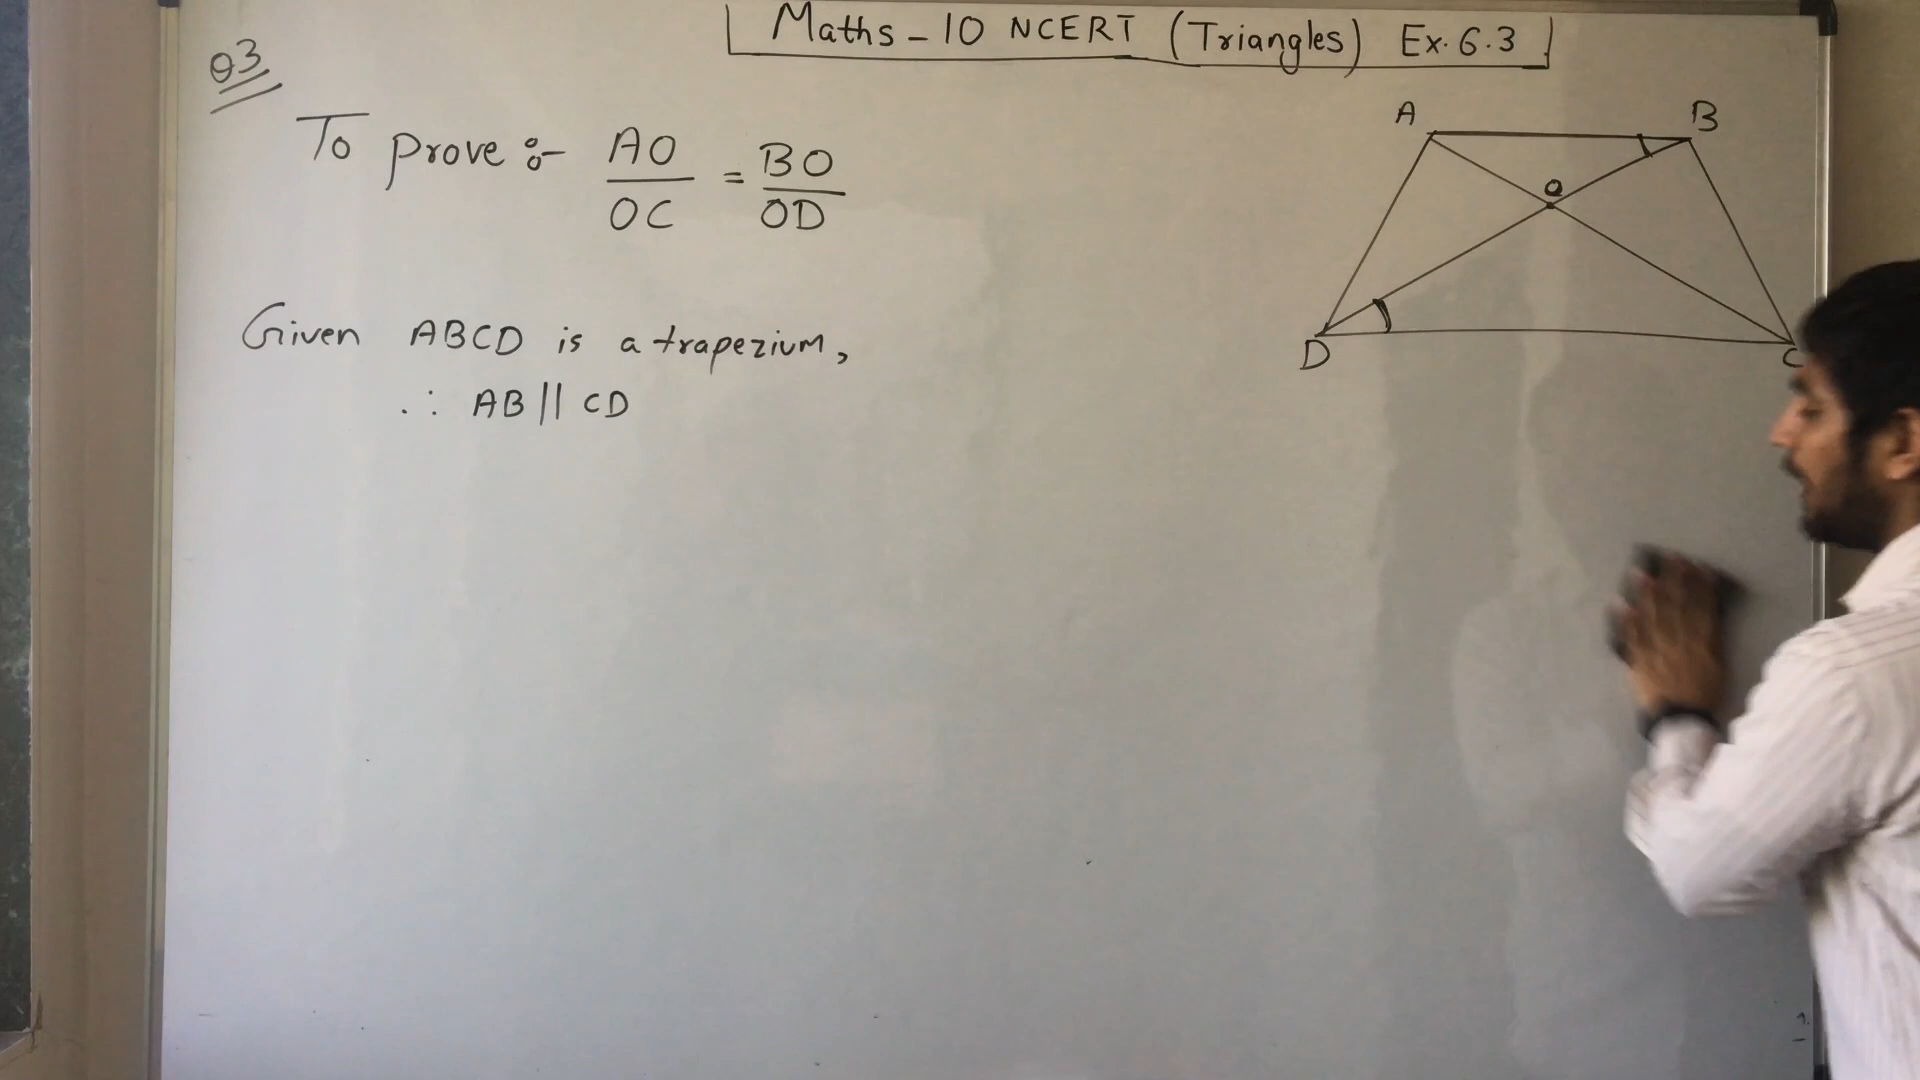 Maths - 10 NCERT (Triangles) Ex. 6.3
Q3
To prove :- AO/OC = BO/OD
Given ABCD is a trapezium,
∴ AB || CD
A B
O
D C